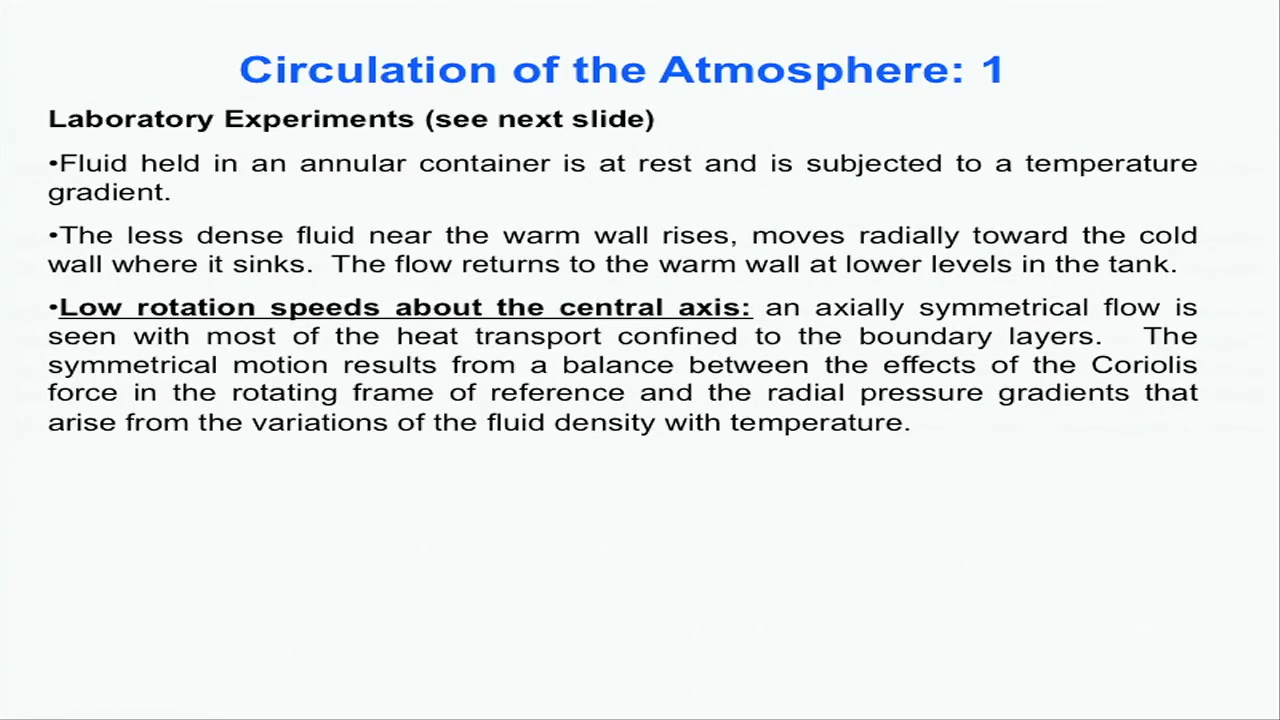 Circulation of the Atmosphere: 1
Laboratory Experiments (see next slide)
•Fluid held in an annular container is at rest and is subjected to a temperature
gradient.
•The less dense fluid near the warm wall rises, moves radially toward the cold
wall where it sinks. The flow returns to the warm wall at lower levels in the tank.
•Low rotation speeds about the central axis: an axially symmetrical flow is
seen with most of the heat transport confined to the boundary layers. The
symmetrical motion results from a balance between the effects of the Coriolis
force in the rotating frame of reference and the radial pressure gradients that
arise from the variations of the fluid density with temperature.